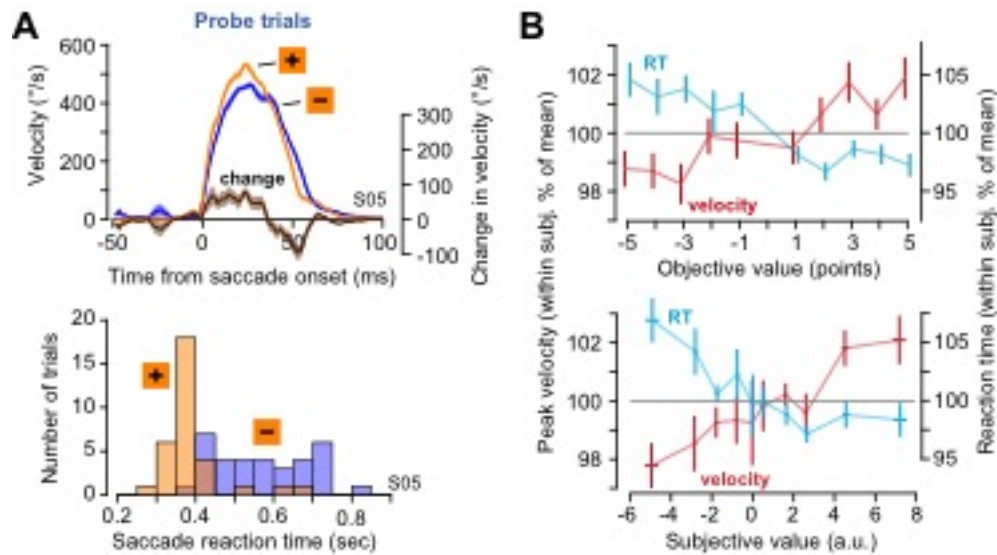 A
Probe trials
600
400
200
0
Velocity (°/s)
+
−
change
S05
300
200
100
0
-100
Change in velocity (°/s)
-50
0
50
100
Time from saccade onset (ms)
20
15
10
5
0
Number of trials
+
−
S05
0.2
0.4
0.6
0.8
Saccade reaction time (sec)
B
Peak velocity (within subj. % of mean)
102
100
98
RT
velocity
105
100
95
Reaction time (within subj. % of mean)
-5
-3
-1
1
3
5
Objective value (points)
102
100
98
RT
velocity
105
100
95
-6
-4
-2
0
2
4
6
8
Subjective value (a.u.)